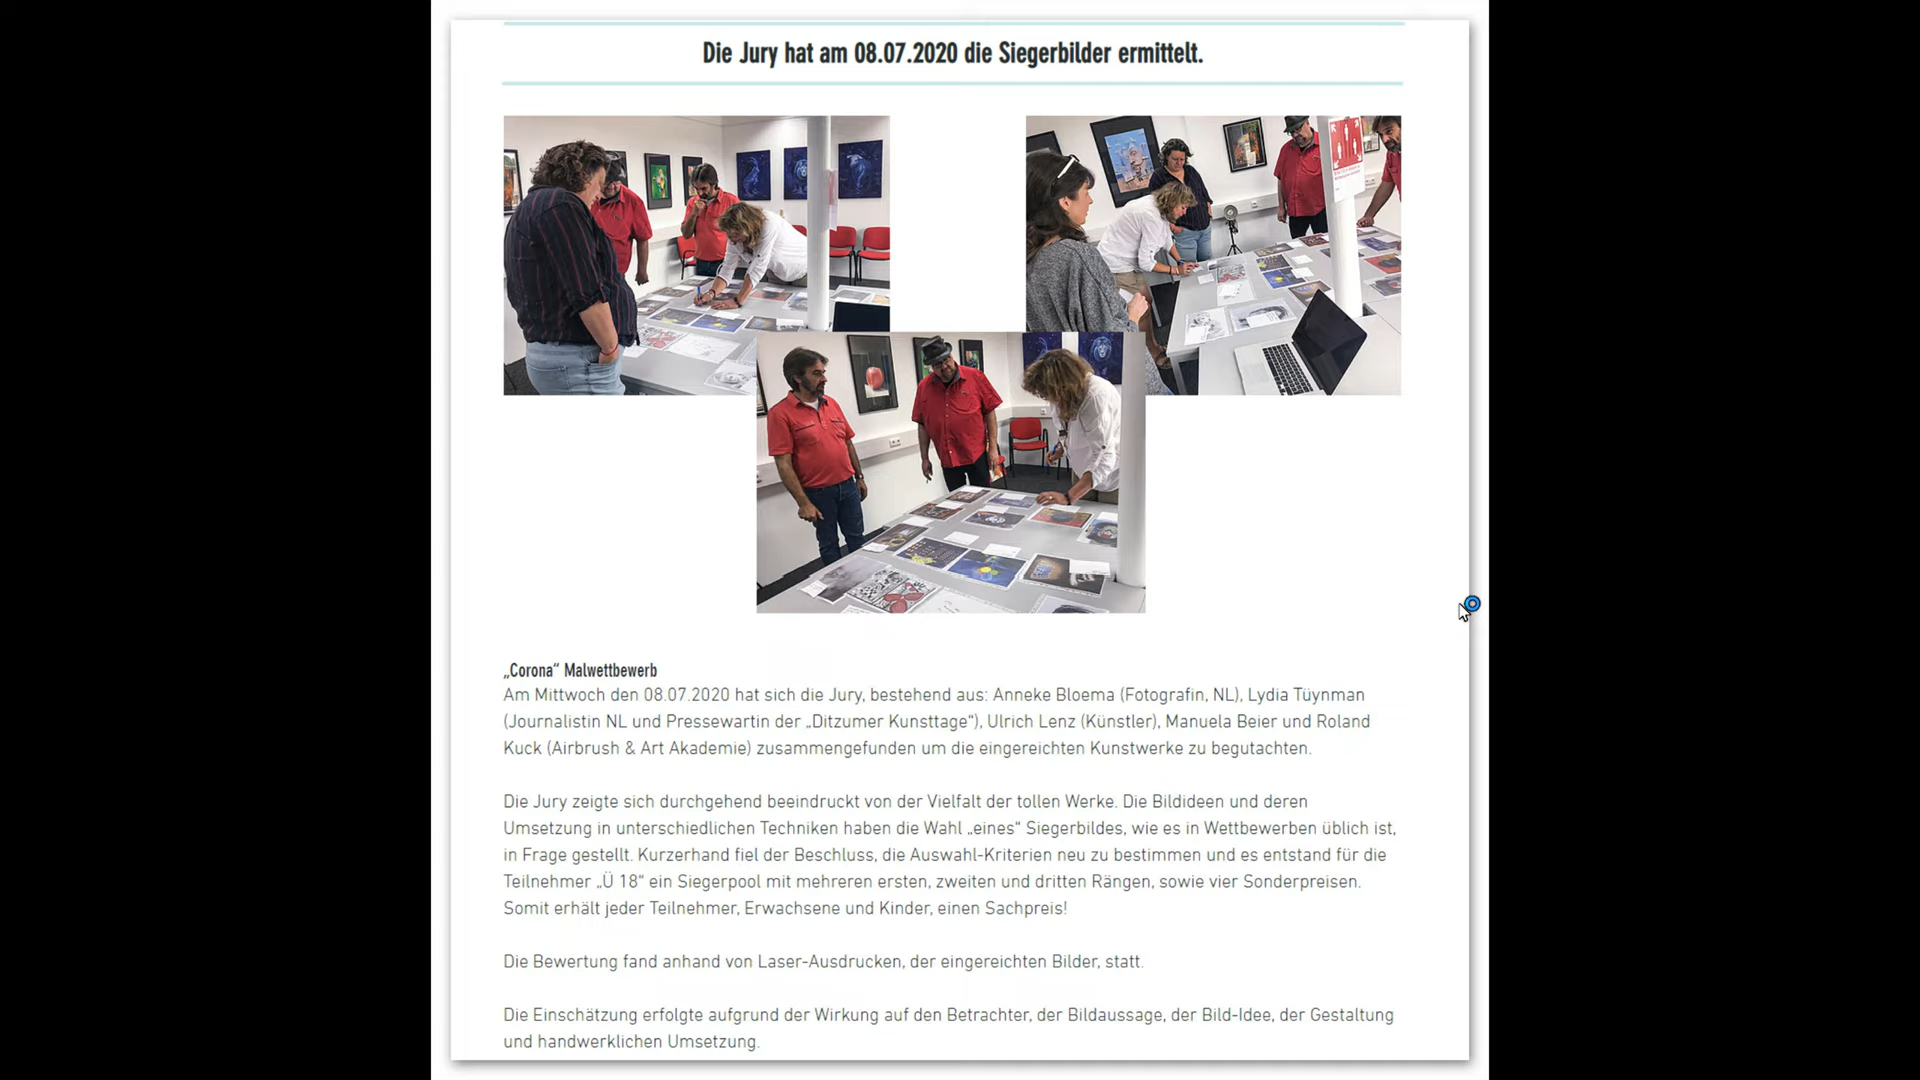 Die Jury hat am 08.07.2020 die Siegerbilder ermittelt.
„Corona“ Malwettbewerb
Am Mittwoch den 08.07.2020 hat sich die Jury, bestehend aus: Anneke Bloema (Fotografin, NL), Lydia Tüynman
(Journalistin NL und Pressewartin der „Ditzumer Kunsttage“), Ulrich Lenz (Künstler), Manuela Beier und Roland
Kuck (Airbrush & Art Akademie) zusammengefunden um die eingereichten Kunstwerke zu begutachten.
Die Jury zeigte sich durchgehend beeindruckt von der Vielfalt der tollen Werke. Die Bildideen und deren
Umsetzung in unterschiedlichen Techniken haben die Wahl „eines“ Siegerbildes, wie es in Wettbewerben üblich ist,
in Frage gestellt. Kurzerhand fiel der Beschluss, die Auswahl-Kriterien neu zu bestimmen und es entstand für die
Teilnehmer „Ü 18“ ein Siegerpool mit mehreren ersten, zweiten und dritten Rängen, sowie vier Sonderpreisen.
Somit erhält jeder Teilnehmer, Erwachsene und Kinder, einen Sachpreis!
Die Bewertung fand anhand von Laser-Ausdrucken, der eingereichten Bilder, statt.
Die Einschätzung erfolgte aufgrund der Wirkung auf den Betrachter, der Bildaussage, der Bild-Idee, der Gestaltung
und handwerklichen Umsetzung.